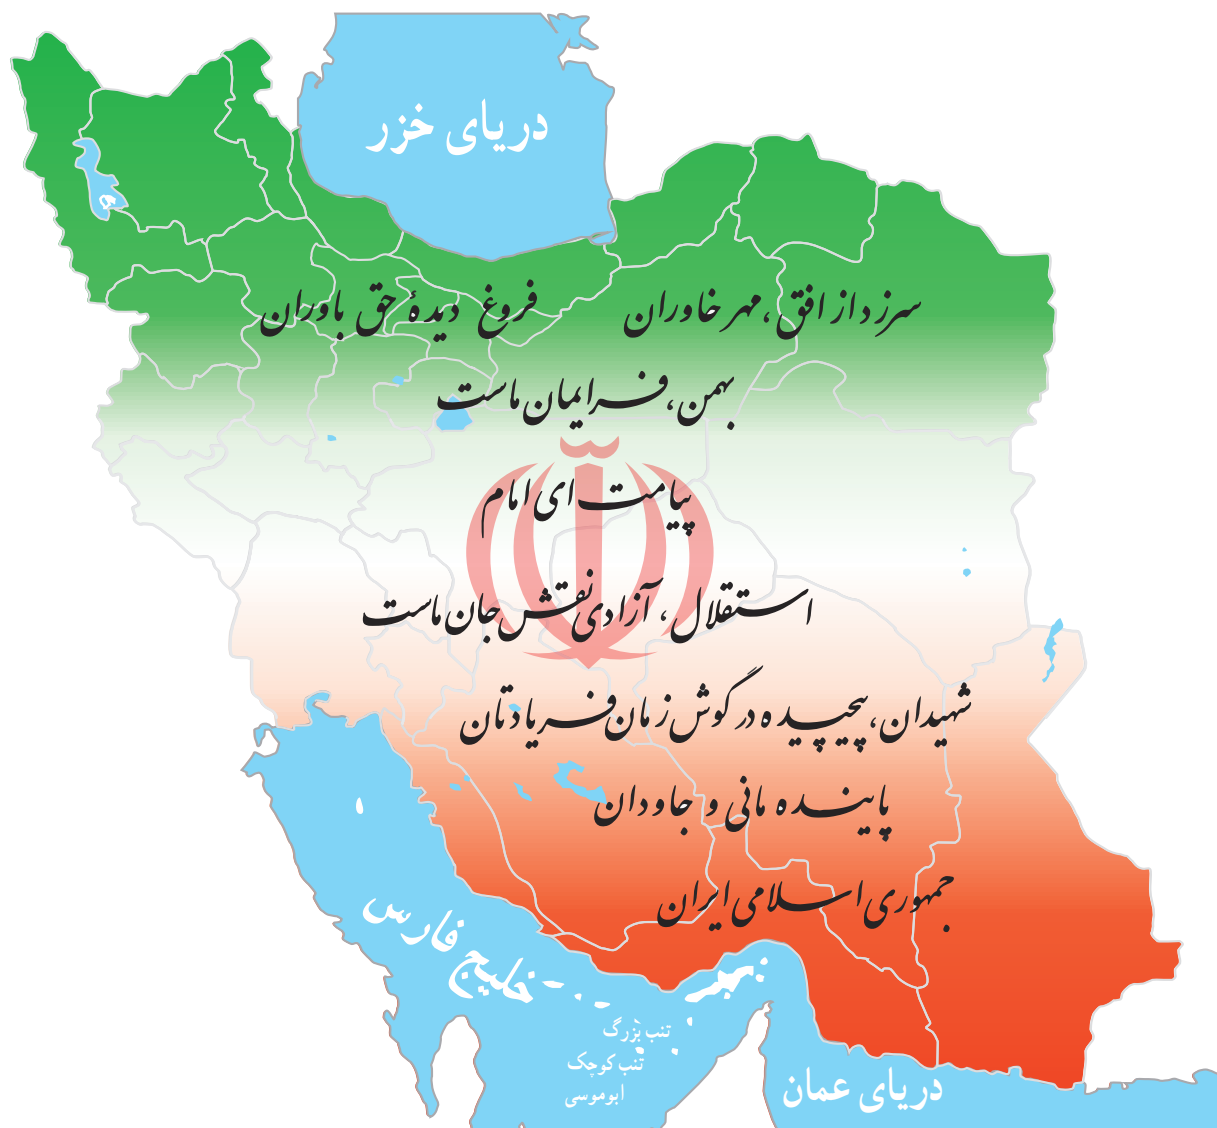 دریای خزر
سرزد از افق، مهر خاوران فروغ دیدهٔ حق باوران
بهمن، فر ایمان ماست
پیامت ای امام
استقلال، آزادی نقش جان ماست
شهیدان، پیچیده در گوش زمان فریادتان
پاینده مانی و جاودان
جمهوری اسلامی ایران
خلیج فارس
تنب بزرگ
تنب کوچک
ابوموسی
دریای عمان